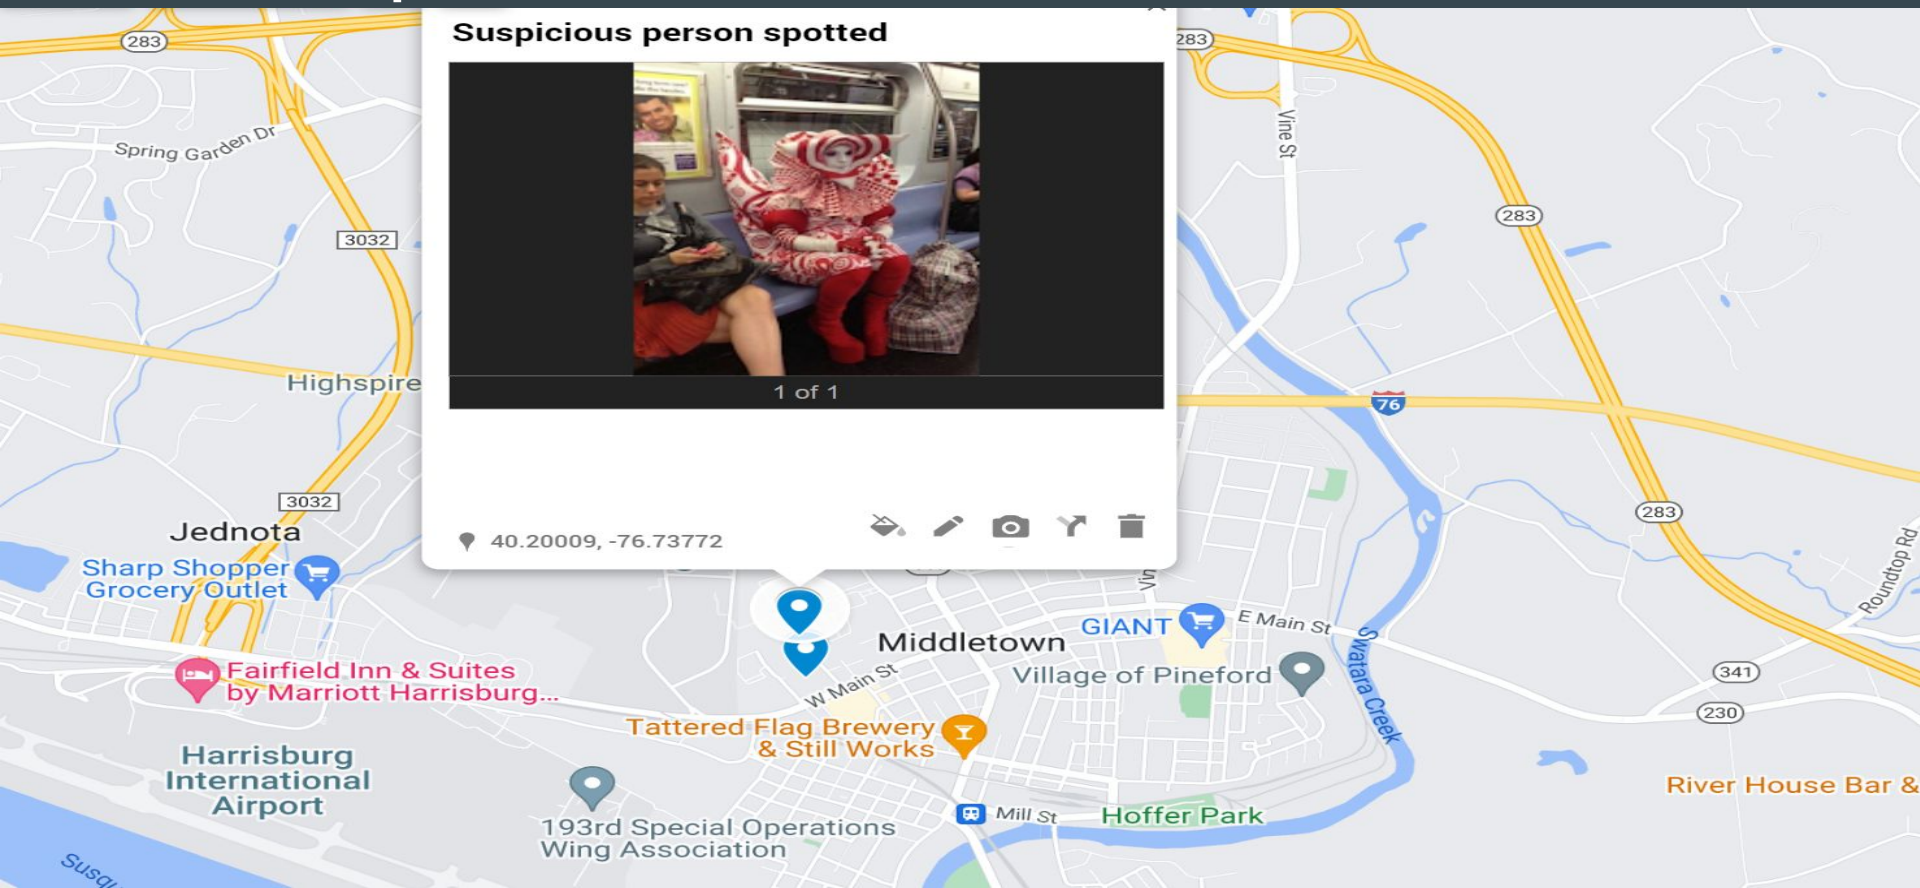 283
Suspicious person spotted
283
Vine St
Spring Garden Dr
283
3032
Highspire
1 of 1
76
3032
283
Jednota
40.20009, -76.73772
Sharp Shopper
Grocery Outlet
Roundtop Rd
GIANT
E Main St
Middletown
Fairfield Inn & Suites
by Marriott Harrisburg...
Village of Pineford
Swatara Creek
341
W Main St
230
Tattered Flag Brewery
& Still Works
Harrisburg
International
Airport
River House Bar &
Mill St
Hoffer Park
193rd Special Operations
Wing Association
Susqu